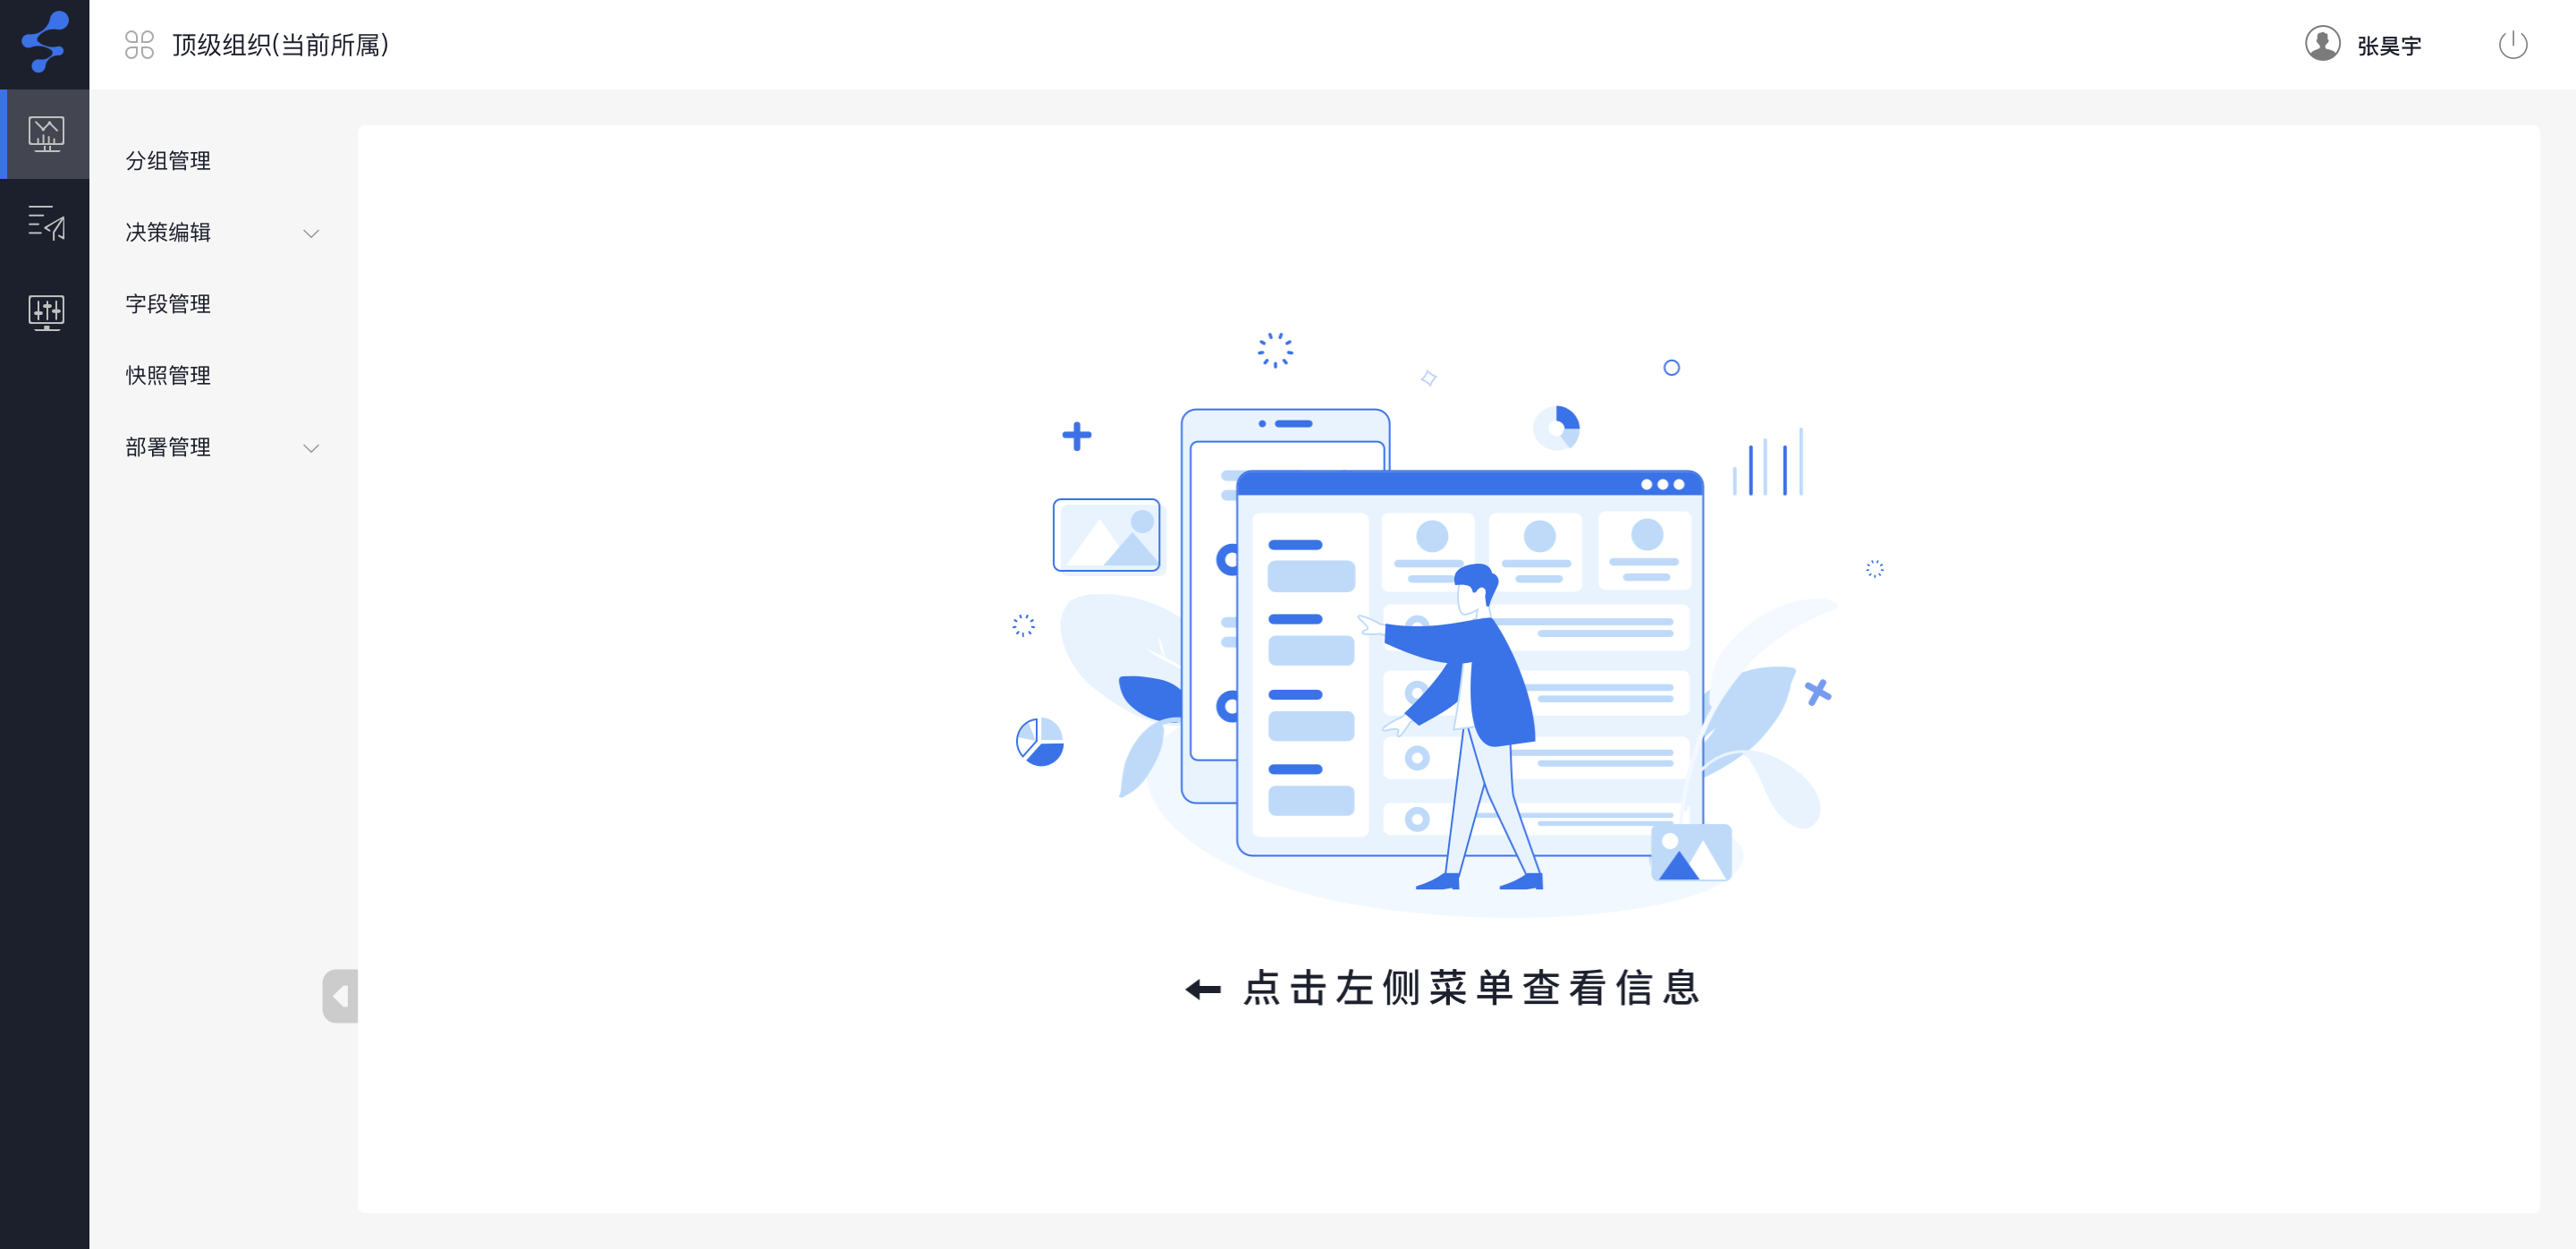 顶级组织(当前所属)
张昊宇
分组管理
决策编辑
字段管理
快照管理
部署管理
点击左侧菜单查看信息